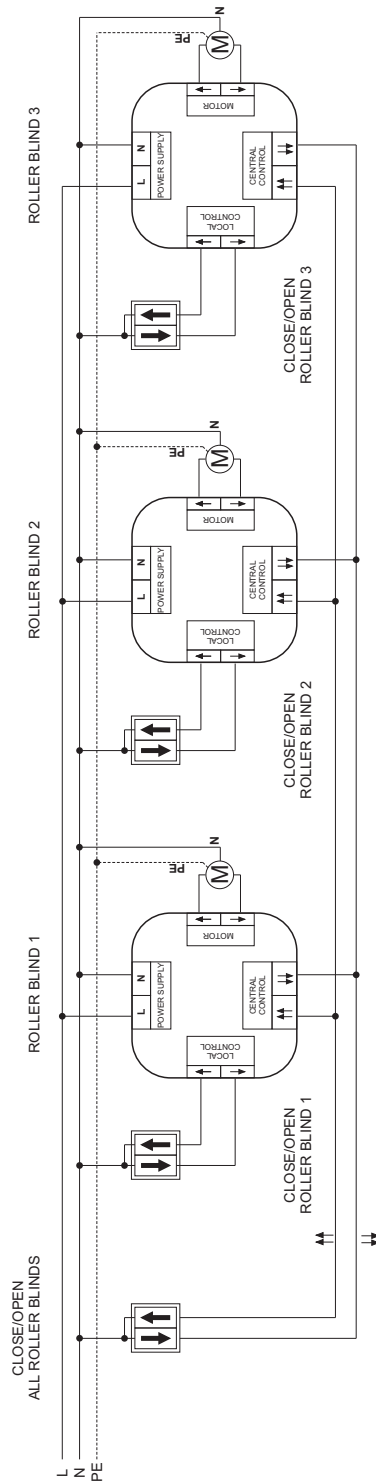 CLOSE/OPEN
ALL ROLLER BLINDS
L
N
PE
ROLLER BLIND 1
L
N
POWER SUPPLY
LOCAL
CONTROL
MOTOR
CENTRAL
CONTROL
PE
M
N
CLOSE/OPEN
ROLLER BLIND 1
ROLLER BLIND 2
L
N
POWER SUPPLY
LOCAL
CONTROL
MOTOR
CENTRAL
CONTROL
PE
M
N
CLOSE/OPEN
ROLLER BLIND 2
ROLLER BLIND 3
L
N
POWER SUPPLY
LOCAL
CONTROL
MOTOR
CENTRAL
CONTROL
PE
M
N
CLOSE/OPEN
ROLLER BLIND 3